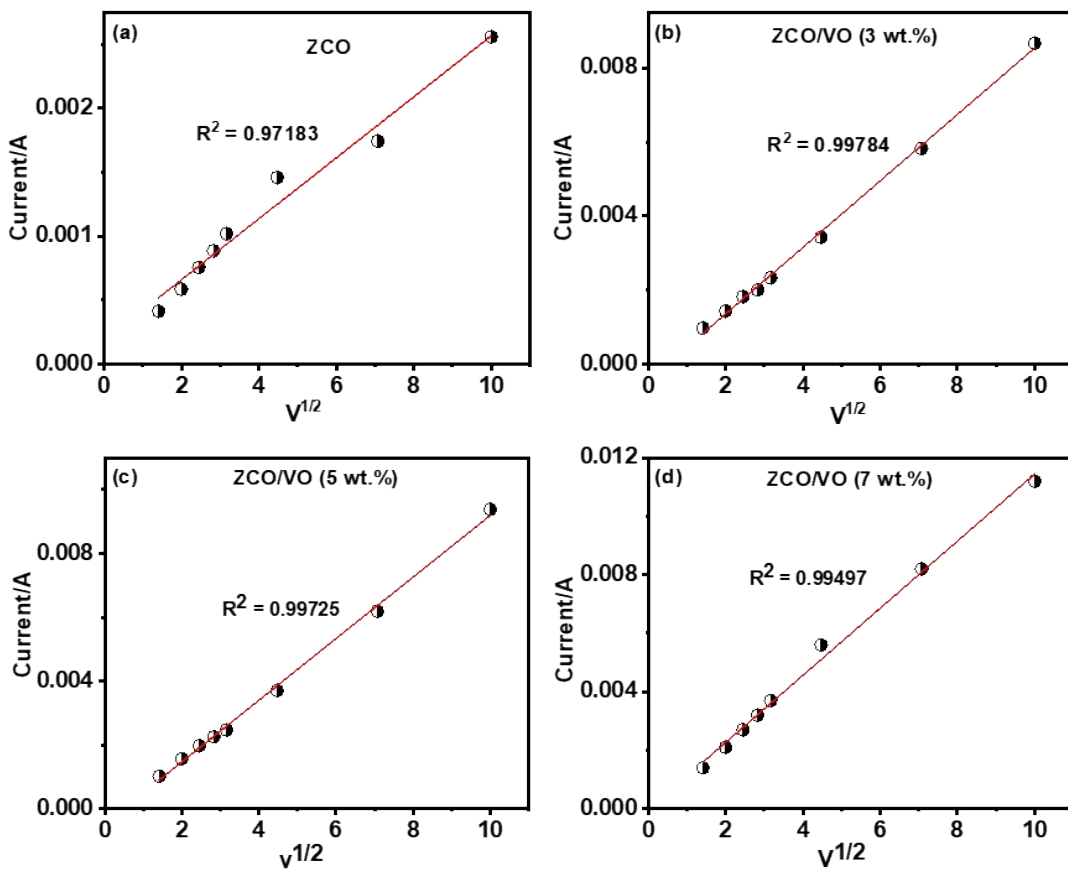 (a)
ZCO
R² = 0.97183
Current/A
0.002
0.001
0.000
0 2 4 6 8 10
V^1/2
(b)
ZCO/VO (3 wt.%)
R² = 0.99784
Current/A
0.008
0.004
0.000
0 2 4 6 8 10
V^1/2
(c)
ZCO/VO (5 wt.%)
R² = 0.99725
Current/A
0.008
0.004
0.000
0 2 4 6 8 10
v^1/2
(d)
ZCO/VO (7 wt.%)
R² = 0.99497
Current/A
0.012
0.008
0.004
0.000
0 2 4 6 8 10
V^1/2